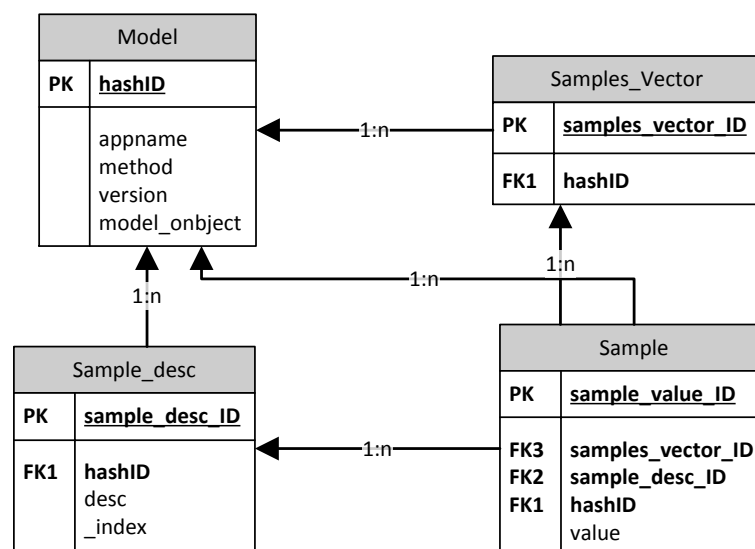 Model
PK hashID
appname
method
version
model_onbject
Samples_Vector
PK samples_vector_ID
FK1 hashID
1:n
1:n
1:n
1:n
Sample_desc
PK sample_desc_ID
FK1 hashID
desc
_index
1:n
Sample
PK sample_value_ID
FK3 samples_vector_ID
FK2 sample_desc_ID
FK1 hashID
value